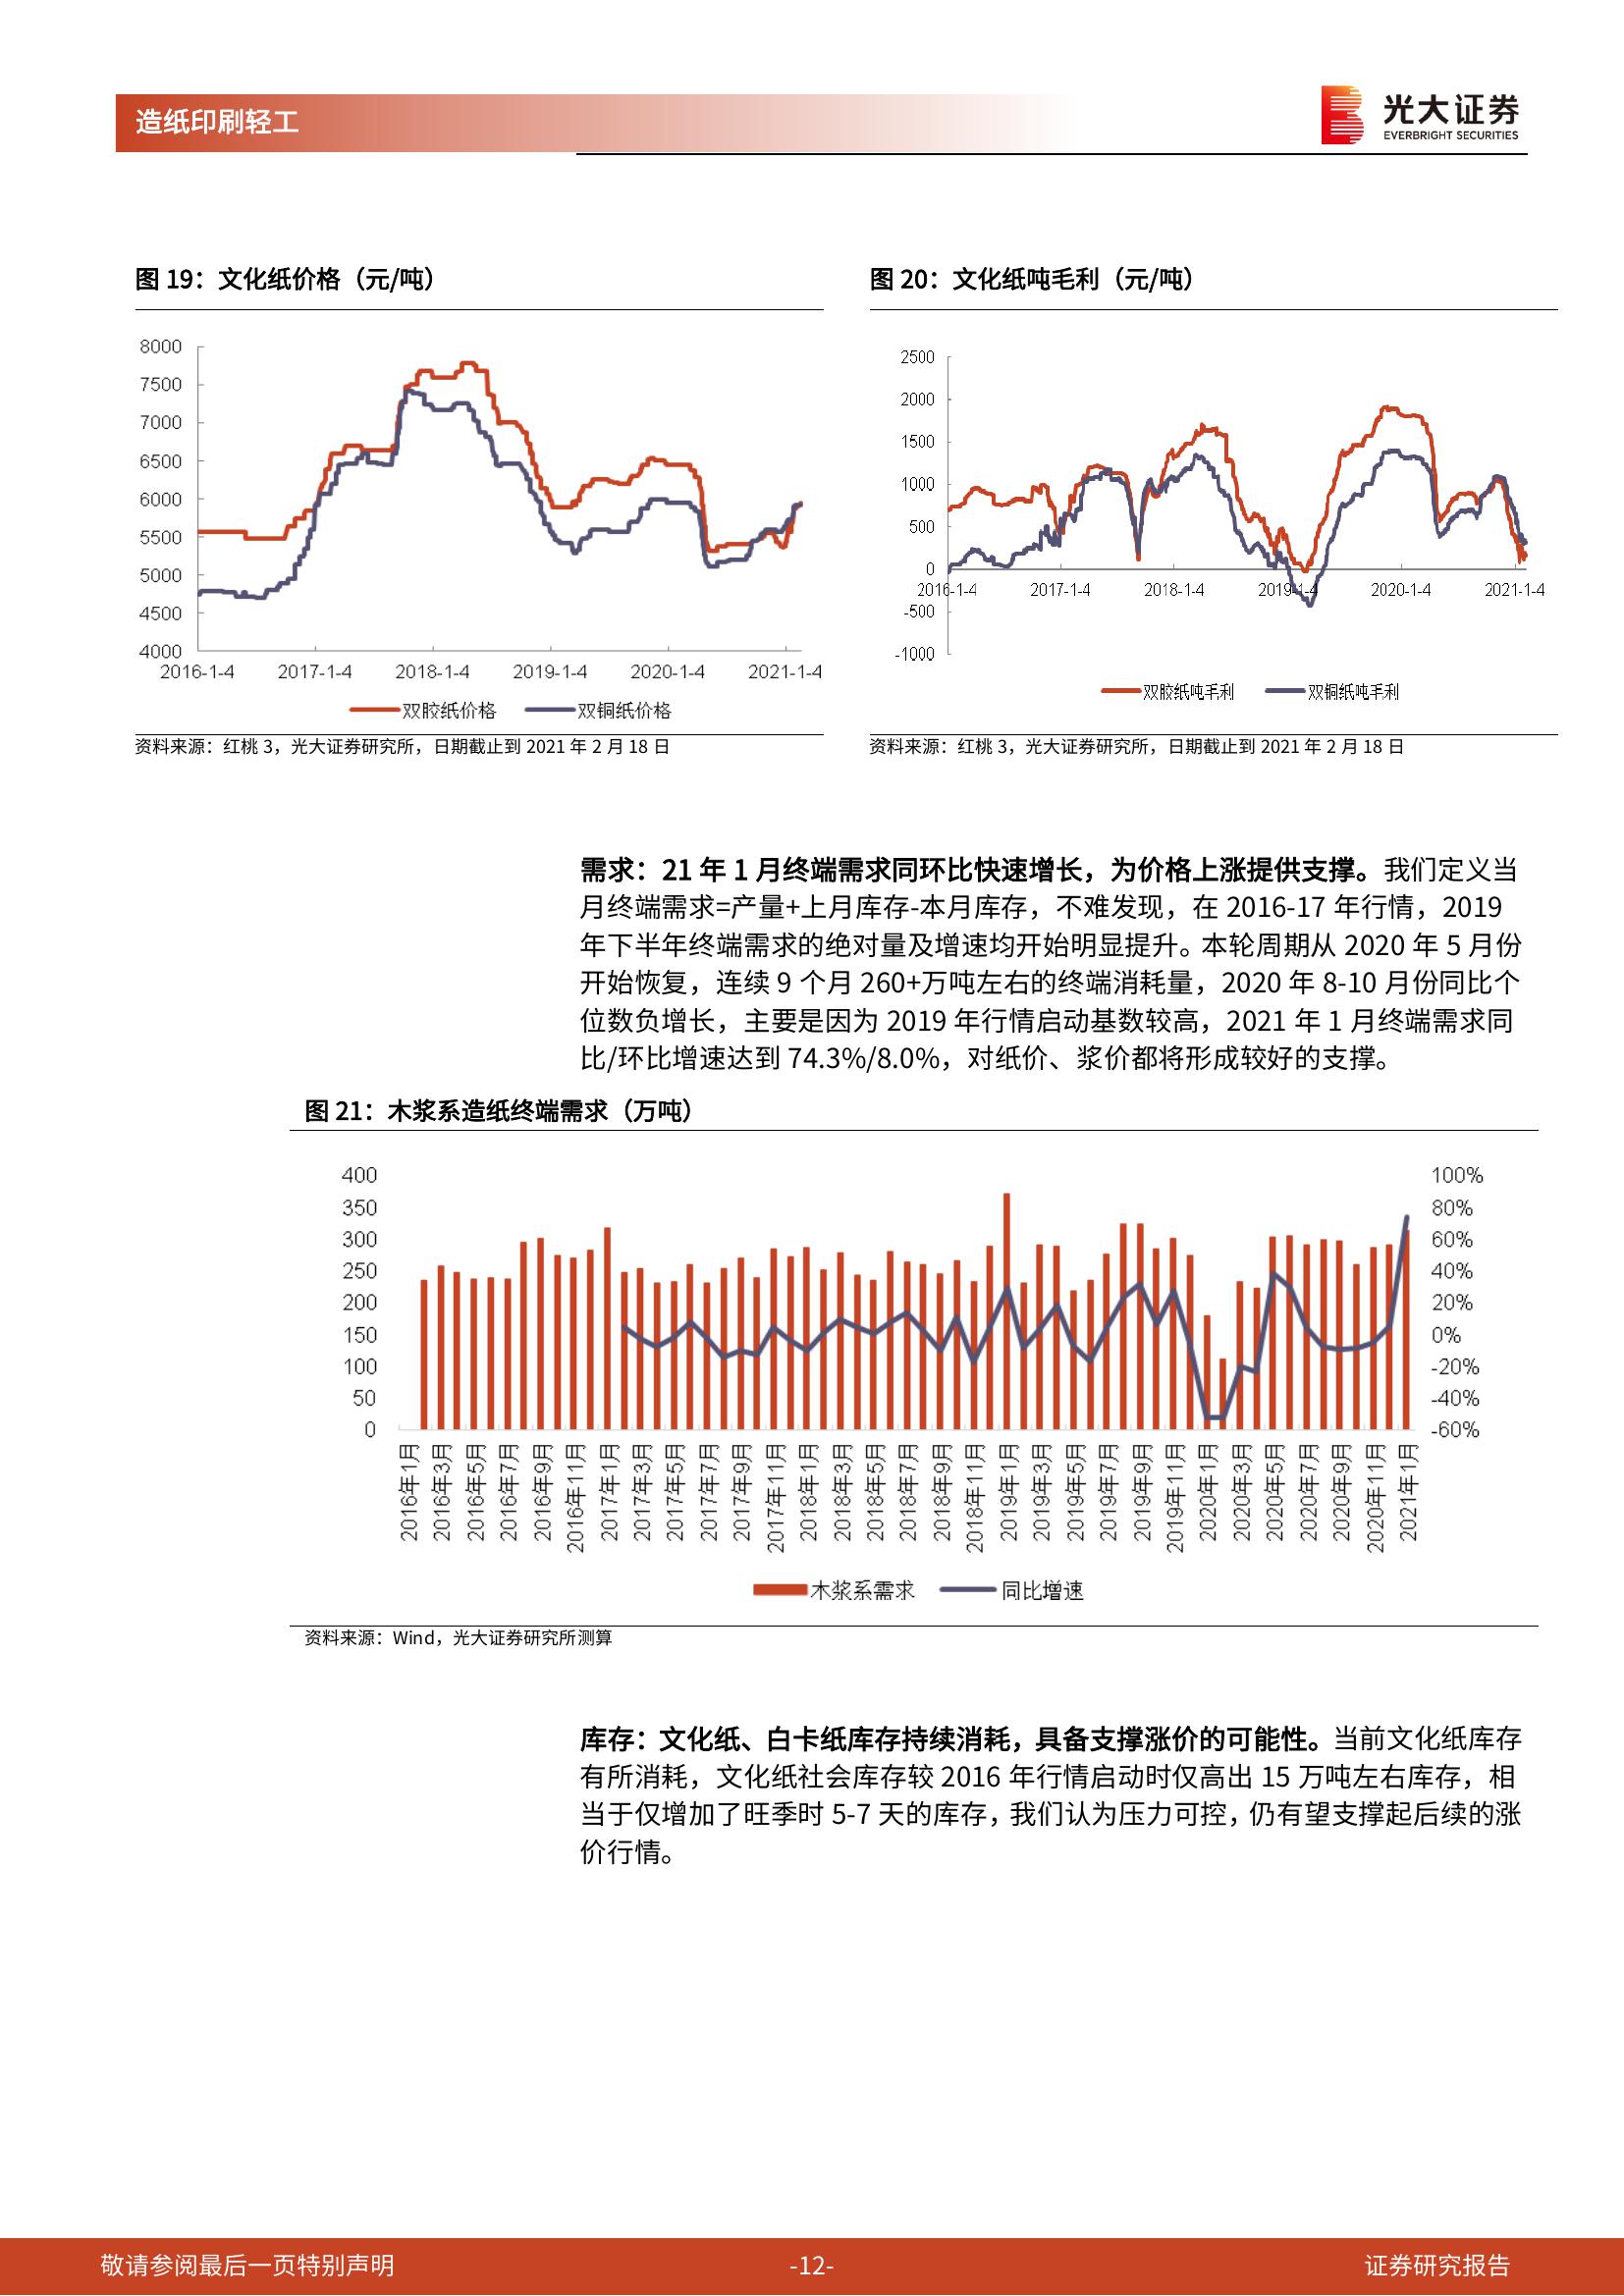 造纸印刷轻工
光大证券
EVERBRIGHT SECURITIES
图 19：文化纸价格（元/吨）
8000
7500
7000
6500
6000
5500
5000
4500
4000
2016-1-4 2017-1-4 2018-1-4 2019-1-4 2020-1-4 2021-1-4
双胶纸价格 双铜纸价格
资料来源：红桃 3，光大证券研究所，日期截止到 2021 年 2 月 18 日
图 20：文化纸吨毛利（元/吨）
2500
2000
1500
1000
500
0
-500
-1000
2016-1-4 2017-1-4 2018-1-4 2019-1-4 2020-1-4 2021-1-4
双胶纸吨毛利 双铜纸吨毛利
资料来源：红桃 3，光大证券研究所，日期截止到 2021 年 2 月 18 日
需求：21 年 1 月终端需求同环比快速增长，为价格上涨提供支撑。我们定义当
月终端需求=产量+上月库存-本月库存，不难发现，在 2016-17 年行情，2019
年下半年终端需求的绝对量及增速均开始明显提升。本轮周期从 2020 年 5 月份
开始恢复，连续 9 个月 260+万吨左右的终端消耗量，2020 年 8-10 月份同比个
位数负增长，主要是因为 2019 年行情启动基数较高，2021 年 1 月终端需求同
比/环比增速达到 74.3%/8.0%，对纸价、浆价都将形成较好的支撑。
图 21：木浆系造纸终端需求（万吨）
400
350
300
250
200
150
100
50
0
100%
80%
60%
40%
20%
0%
-20%
-40%
-60%
2016年1月
2016年3月
2016年5月
2016年7月
2016年9月
2016年11月
2017年1月
2017年3月
2017年5月
2017年7月
2017年9月
2017年11月
2018年1月
2018年3月
2018年5月
2018年7月
2018年9月
2018年11月
2019年1月
2019年3月
2019年5月
2019年7月
2019年9月
2019年11月
2020年1月
2020年3月
2020年5月
2020年7月
2020年9月
2020年11月
2021年1月
木浆系需求 同比增速
资料来源：Wind，光大证券研究所测算
库存：文化纸、白卡纸库存持续消耗，具备支撑涨价的可能性。当前文化纸库存
有所消耗，文化纸社会库存较 2016 年行情启动时仅高出 15 万吨左右库存，相
当于仅增加了旺季时 5-7 天的库存，我们认为压力可控，仍有望支撑起后续的涨
价行情。
敬请参阅最后一页特别声明 -12- 证券研究报告